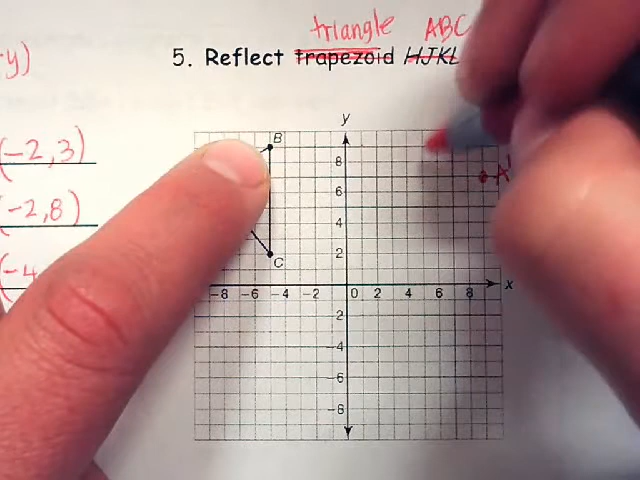 triangle ABC
5. Reflect trapezoid HJKL
y)
(-2,3)
(-2,8)
(-4
y
B
8
A'
6
4
2
C
-8 -6 -4 -2 0 2 4 6 8 x
2
-4
-6
-8